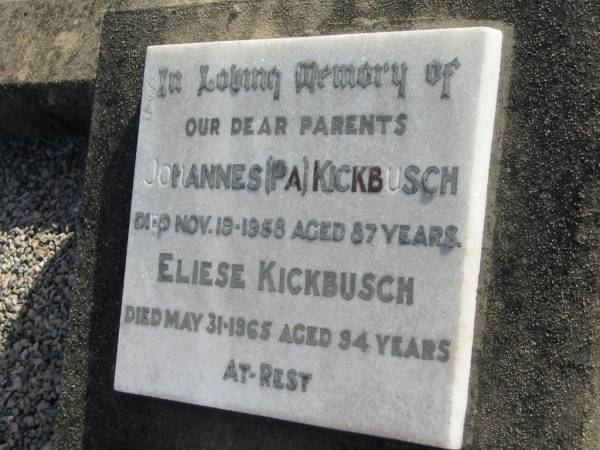 In Loving Memory of
OUR DEAR PARENTS
JOHANNES (PA) KICKBUSCH
DIED NOV. 19-1958 AGED 87 YEARS.
ELIESE KICKBUSCH
DIED MAY 31-1965 AGED 94 YEARS
AT-REST